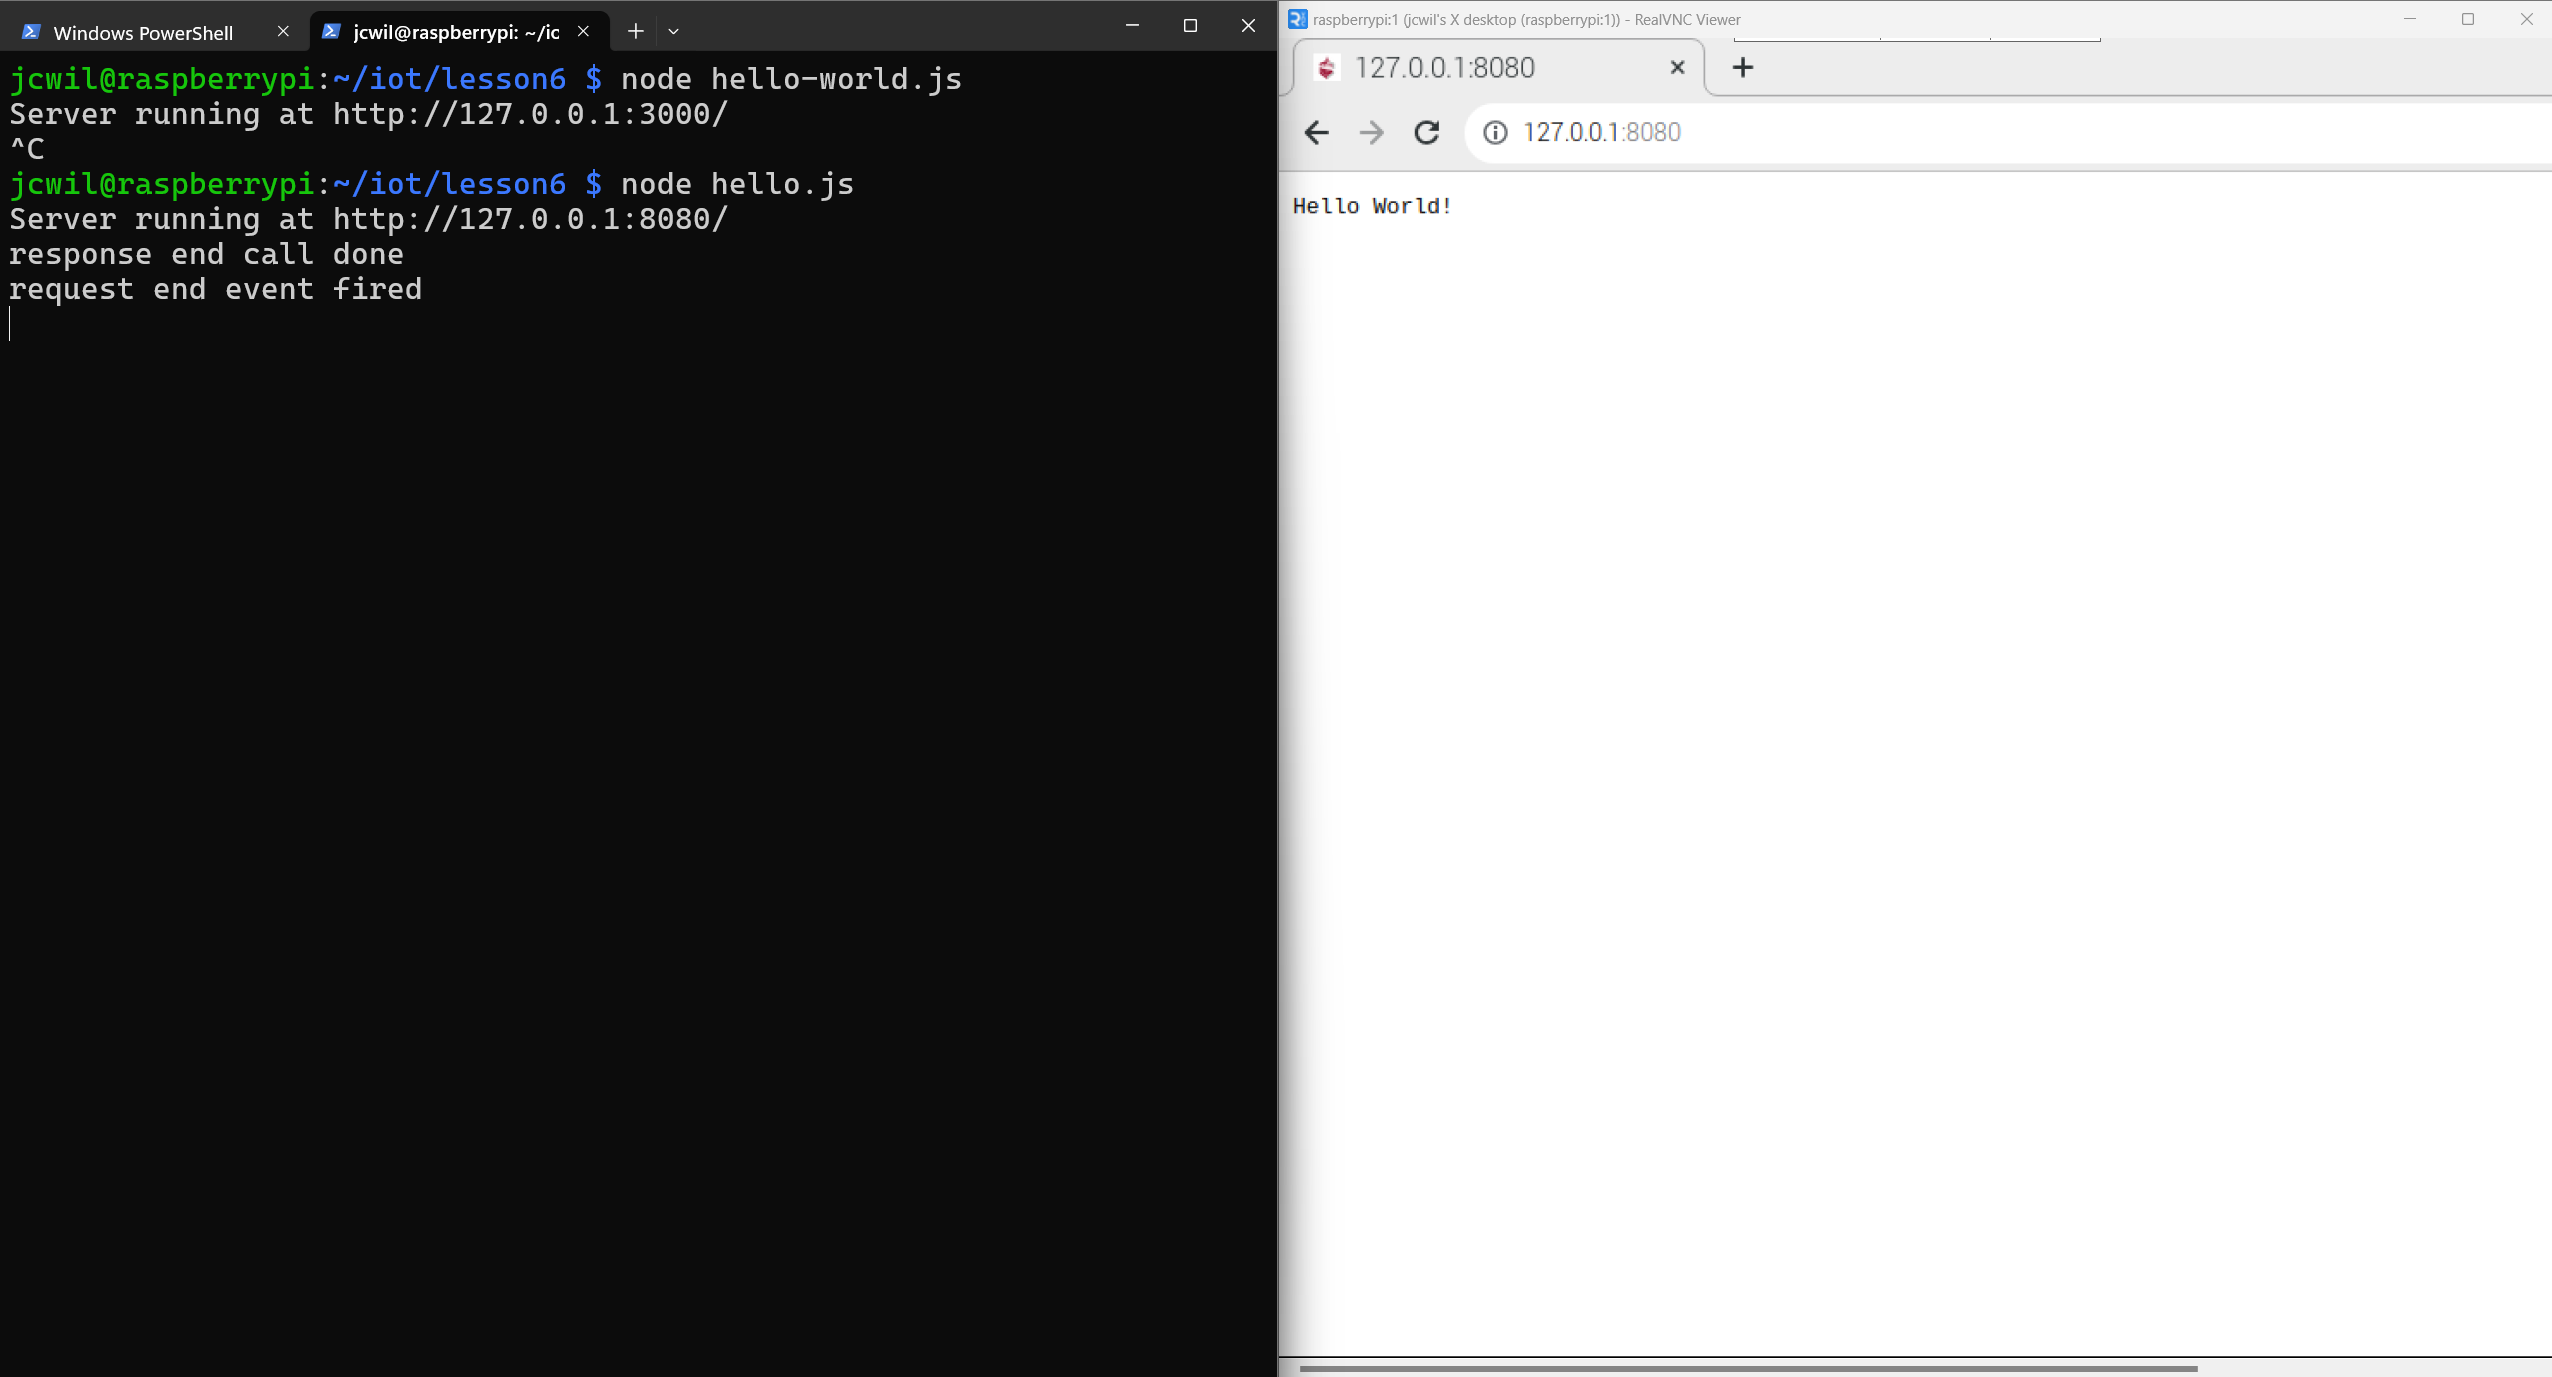 Windows PowerShell
jcwil@raspberrypi: ~/ic
jcwil@raspberrypi:~/iot/lesson6 $ node hello-world.js
Server running at http://127.0.0.1:3000/
^C
jcwil@raspberrypi:~/iot/lesson6 $ node hello.js
Server running at http://127.0.0.1:8080/
response end call done
request end event fired
raspberrypi:1 (jcwil's X desktop (raspberrypi:1)) - RealVNC Viewer
127.0.0.1:8080
127.0.0.1:8080
Hello World!